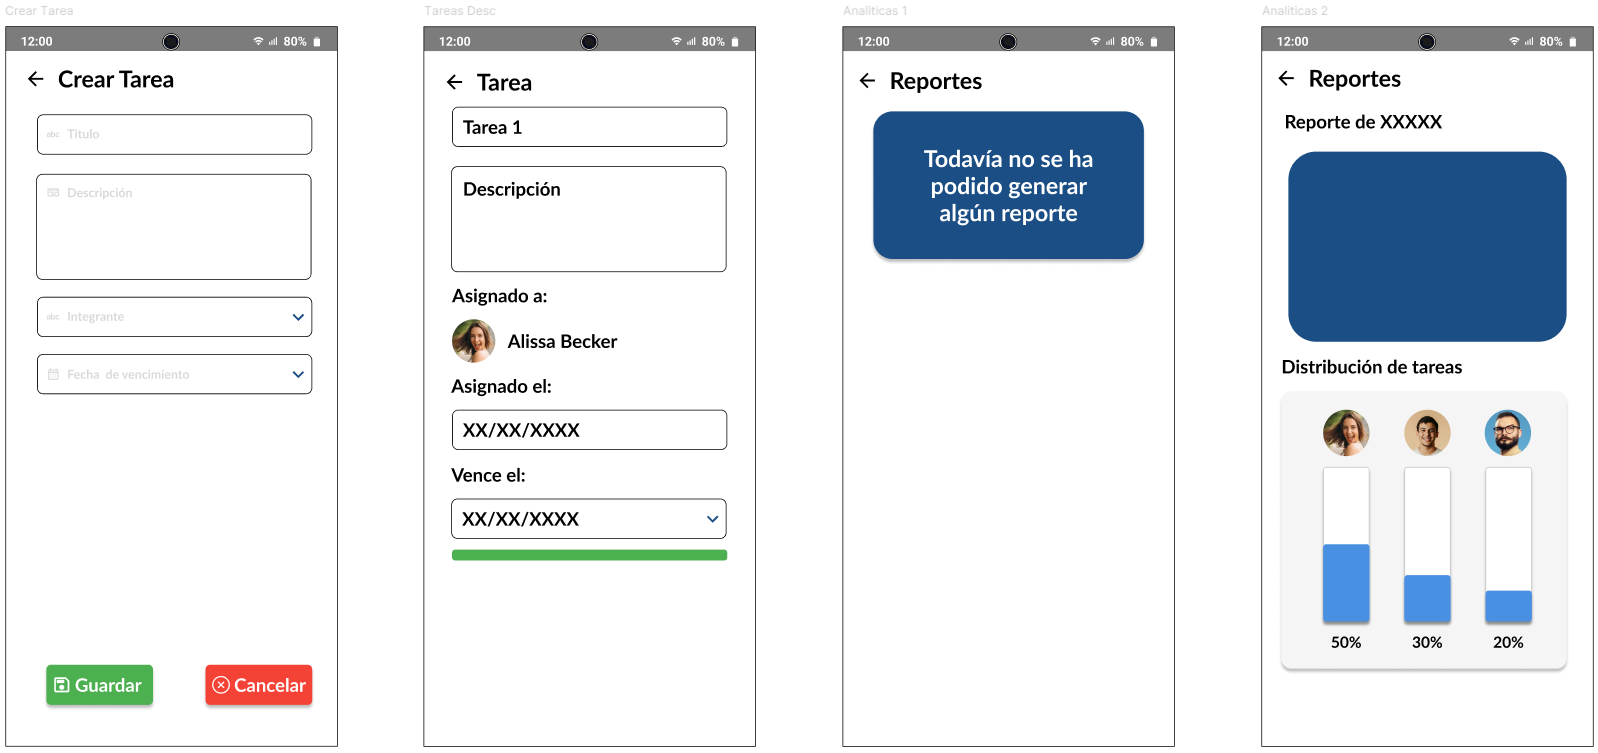 Crear Tarea
12:00
80%
Crear Tarea
abc Titulo
Descripción
abc Integrante
Fecha de vencimiento
Guardar
Cancelar
Tareas Desc
12:00
80%
Tarea
Tarea 1
Descripción
Asignado a:
Alissa Becker
Asignado el:
XX/XX/XXXX
Vence el:
XX/XX/XXXX
Analiticas 1
12:00
80%
Reportes
Todavía no se ha
podido generar
algún reporte
Analiticas 2
12:00
80%
Reportes
Reporte de XXXXX
Distribución de tareas
50%
30%
20%